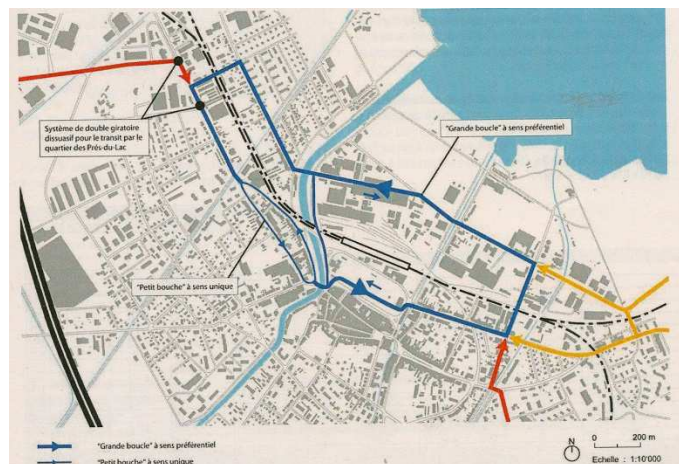 Système de double giratoire
dissuasif pour le transit par le
quartier des Prés-du-Lac
"Grande boucle" à sens préférentiel
"Petit bouche" à sens unique
"Grande boucle" à sens préférentiel
"Petit bouche" à sens unique
N
0 200 m
Echelle : 1:10'000